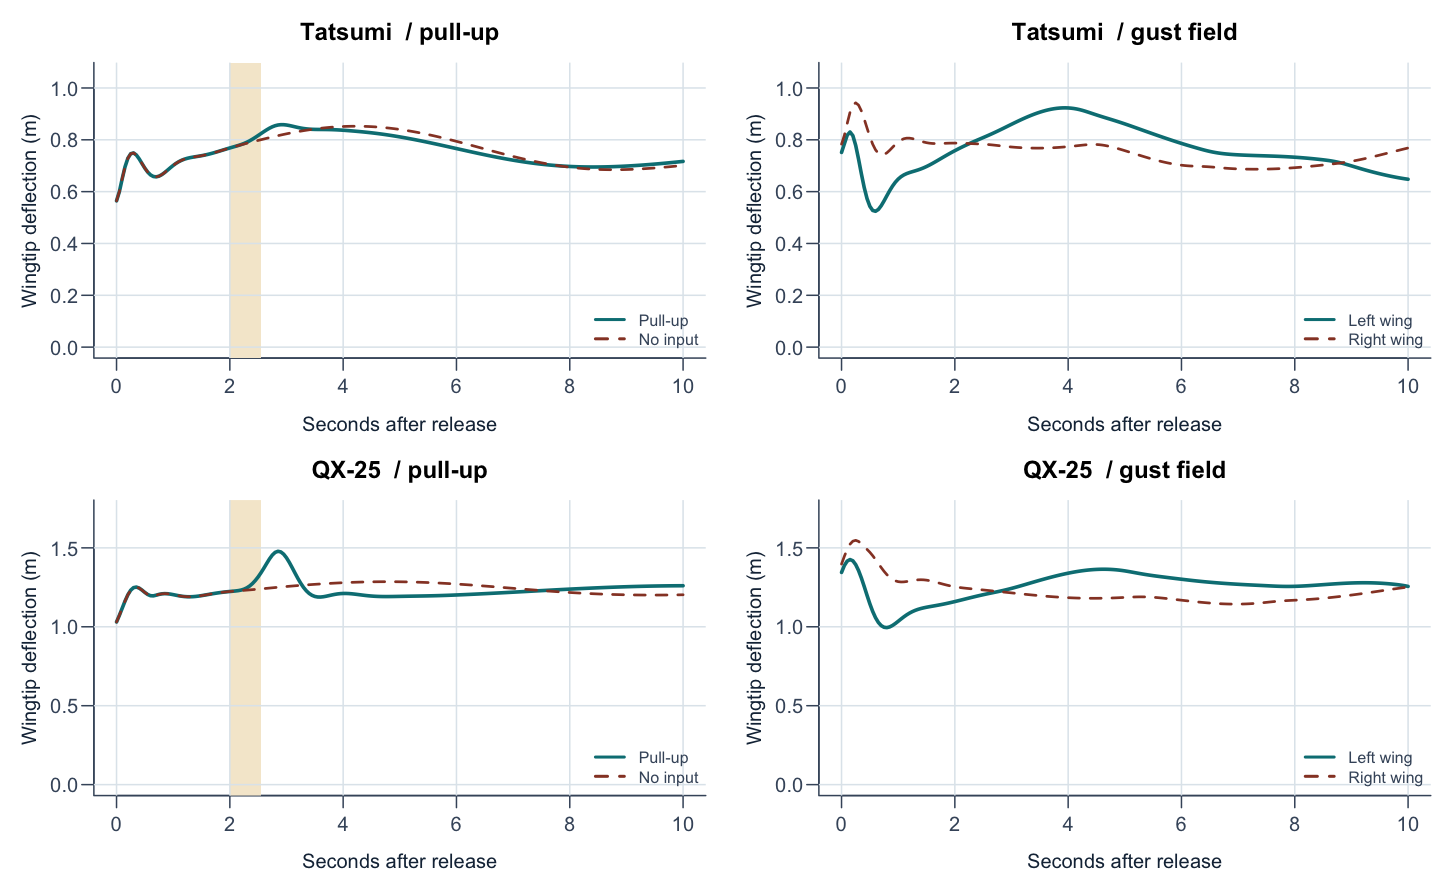 Tatsumi / pull-up
Wingtip deflection (m)
1.0
0.8
0.6
0.4
0.2
0.0
Pull-up
No input
0 2 4 6 8 10
Seconds after release
Tatsumi / gust field
Wingtip deflection (m)
1.0
0.8
0.6
0.4
0.2
0.0
Left wing
Right wing
0 2 4 6 8 10
Seconds after release
QX-25 / pull-up
Wingtip deflection (m)
1.5
1.0
0.5
0.0
Pull-up
No input
0 2 4 6 8 10
Seconds after release
QX-25 / gust field
Wingtip deflection (m)
1.5
1.0
0.5
0.0
Left wing
Right wing
0 2 4 6 8 10
Seconds after release